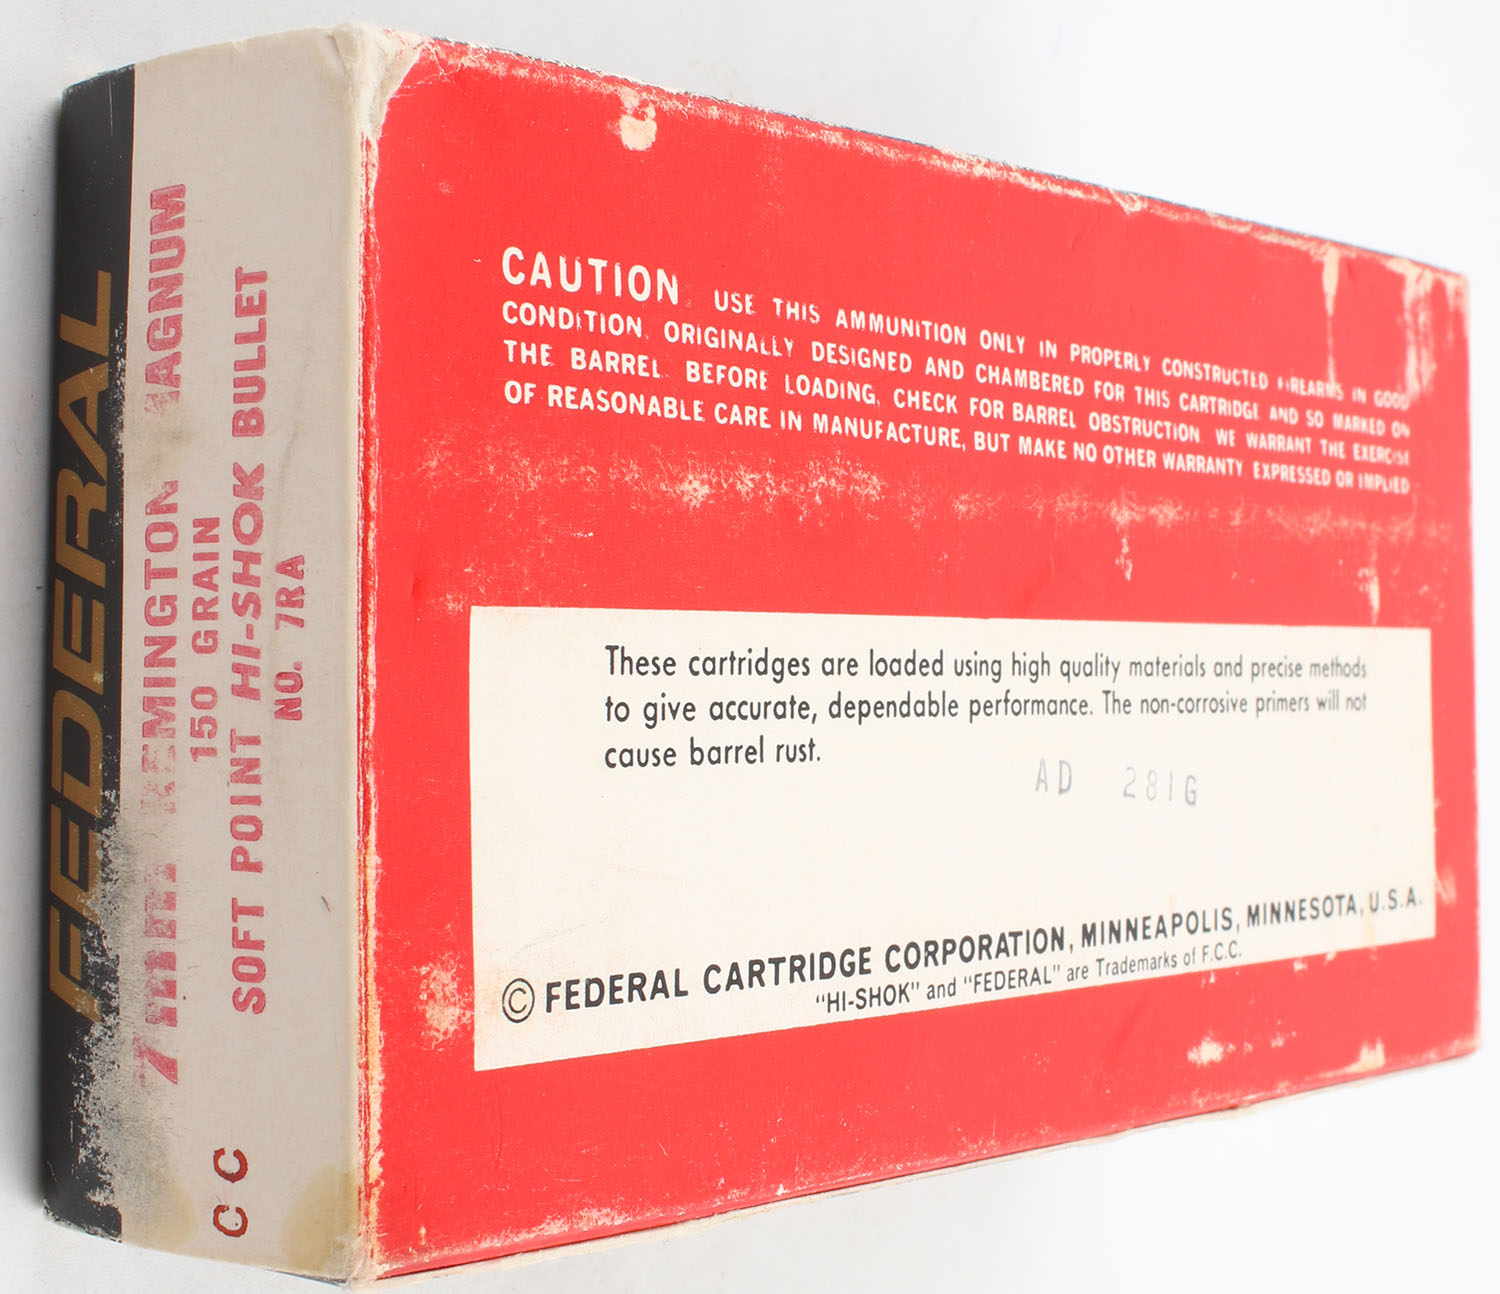 FEDERAL
7mm REMINGTON MAGNUM
150 GRAIN
SOFT POINT HI-SHOK BULLET
NO. 7RA
C C
CAUTION. USE THIS AMMUNITION ONLY IN PROPERLY CONSTRUCTED FIREARMS IN GOOD
CONDITION, ORIGINALLY DESIGNED AND CHAMBERED FOR THIS CARTRIDGE AND SO MARKED ON
THE BARREL. BEFORE LOADING, CHECK FOR BARREL OBSTRUCTION. WE WARRANT THE EXERCISE
OF REASONABLE CARE IN MANUFACTURE, BUT MAKE NO OTHER WARRANTY EXPRESSED OR IMPLIED
These cartridges are loaded using high quality materials and precise methods
to give accurate, dependable performance. The non-corrosive primers will not
cause barrel rust.
AD 281G
© FEDERAL CARTRIDGE CORPORATION, MINNEAPOLIS, MINNESOTA, U.S.A.
"HI-SHOK" and "FEDERAL" are Trademarks of F.C.C.